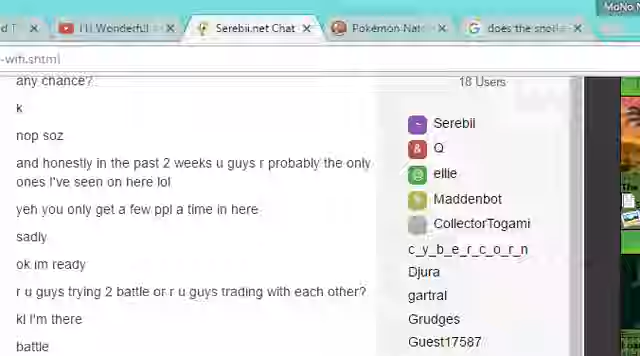 MaNo
I'll Wonderful
Serebii.net Chat
Pokémon Nat
does the snorla
-wifi.shtml
any chance?
18 Users
k
nop soz
and honestly in the past 2 weeks u guys r probably the only
ones I've seen on here lol
yeh you only get a few ppl a time in here
sadly
ok im ready
r u guys trying 2 battle or r u guys trading with each other?
kl I'm there
battle
~ Serebii
& Q
ellie
Maddenbot
CollectorTogami
c_y_b_e_r_c_o_r_n
Djura
gartral
Grudges
Guest17587